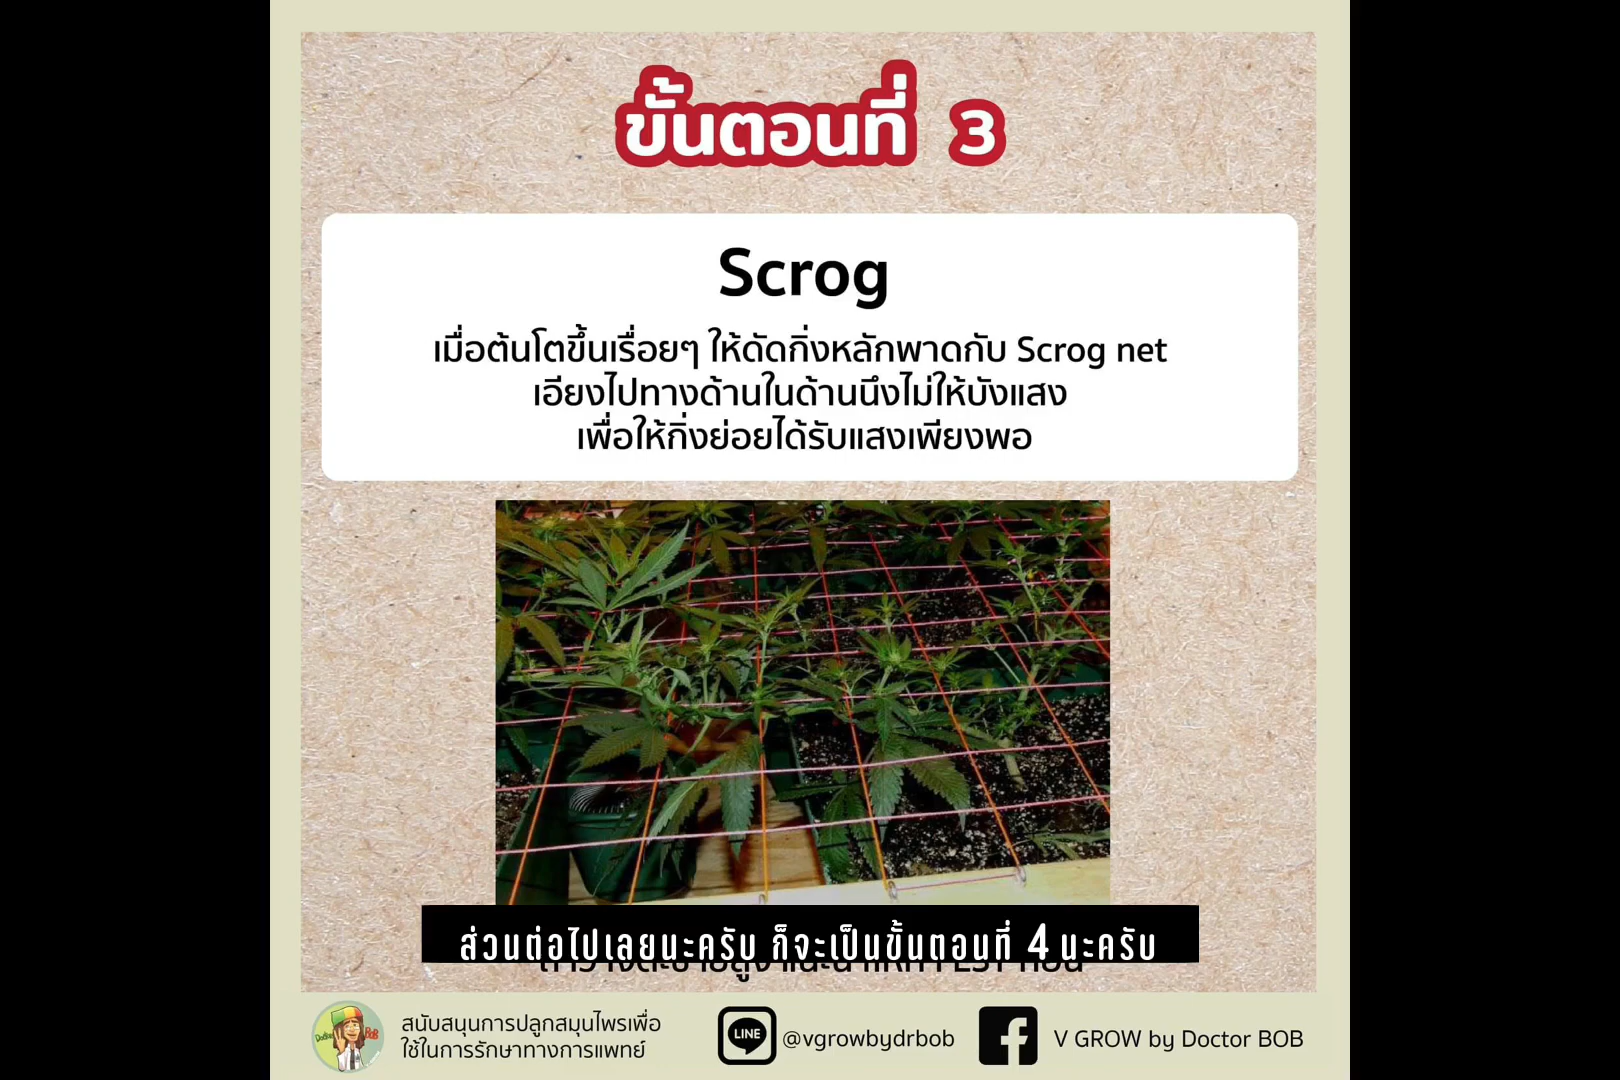 ขั้นตอนที่ 3
Scrog
เมื่อต้นโตขึ้นเรื่อยๆ ให้ดัดกิ่งหลักพาดกับ Scrog net
เอียงไปทางด้านในด้านนึงไม่ให้บังแสง
เพื่อให้กิ่งย่อยได้รับแสงเพียงพอ
ส่วนต่อไปเลยนะครับ ก็จะเป็นขั้นตอนที่ 4 นะครับ
สนับสนุนการปลูกสมุนไพรเพื่อ
ใช้ในการรักษาทางการแพทย์
LINE
@vgrowbydrbob
V GROW by Doctor BOB